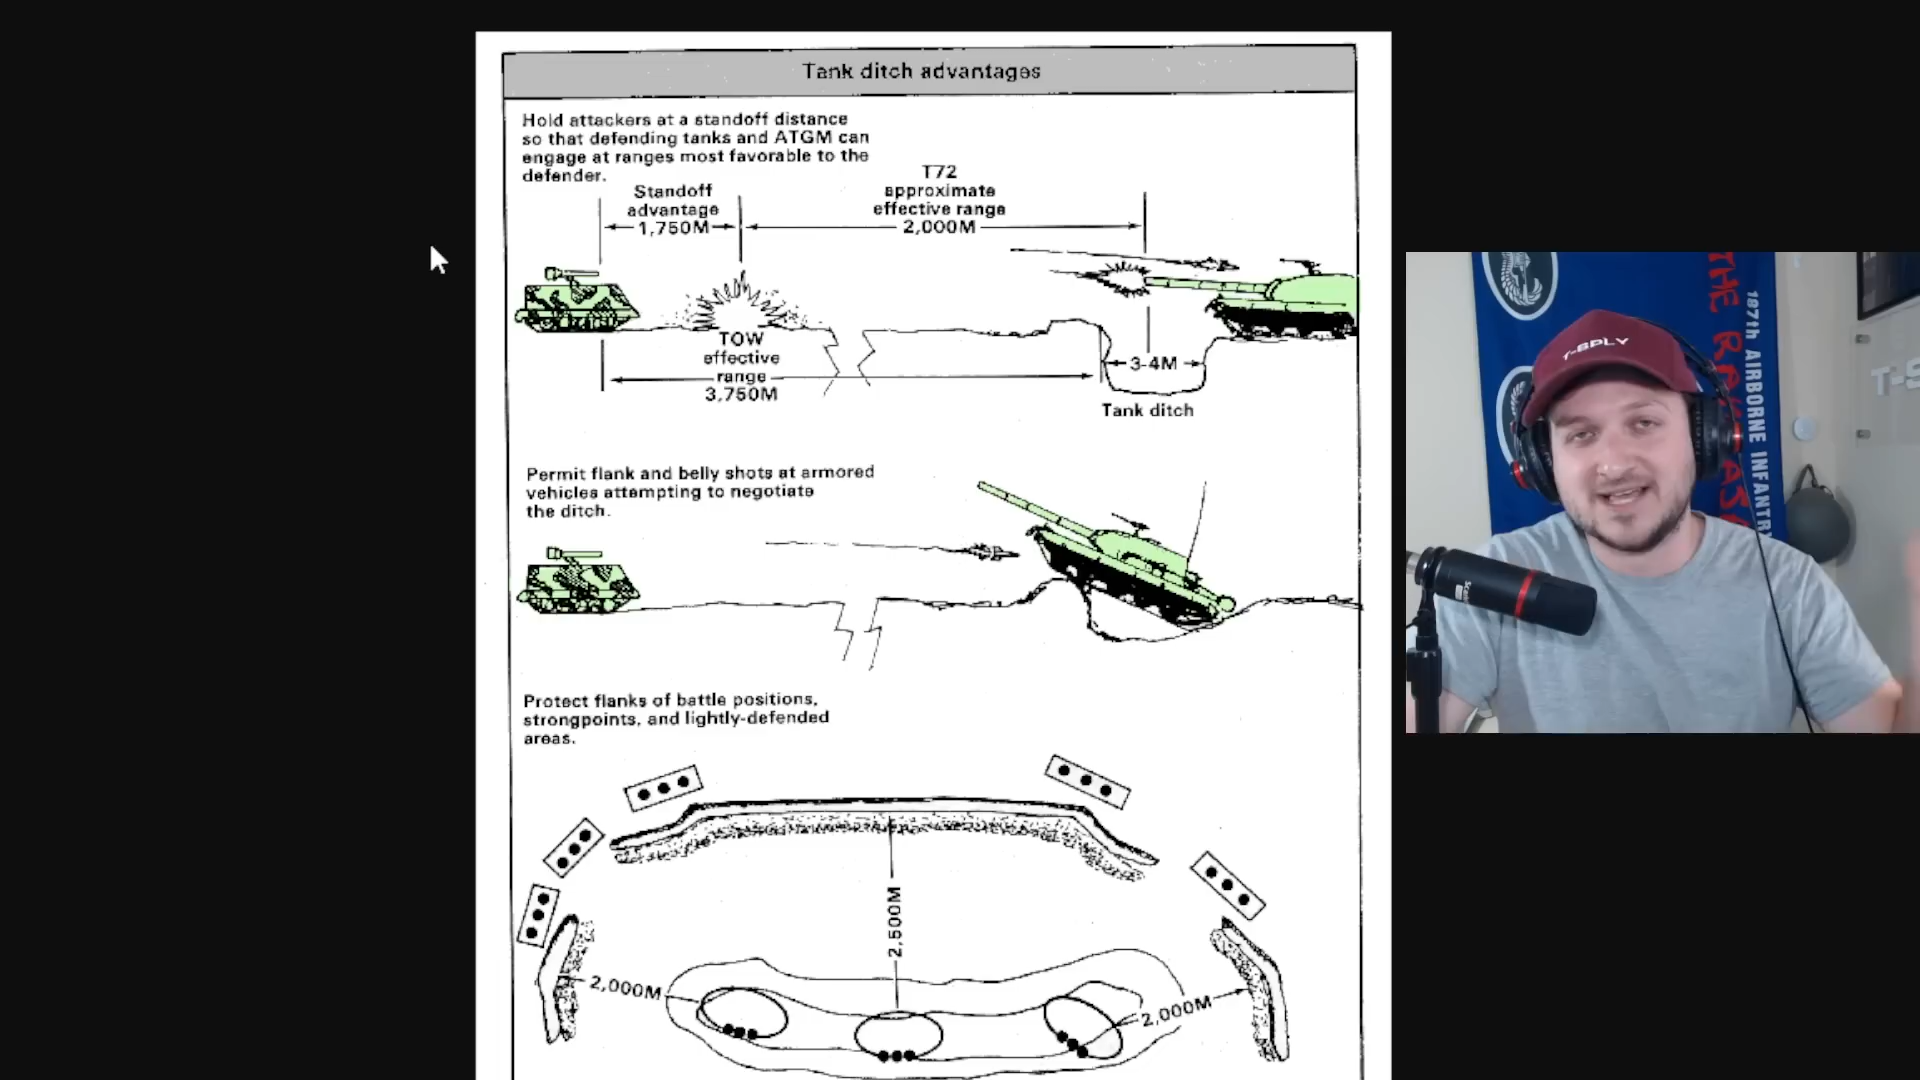 Tank ditch advantages
Hold attackers at a standoff distance
so that defending tanks and ATGM can
engage at ranges most favorable to the
defender.
Standoff
advantage
1,750M
T72
approximate
effective range
2,000M
TOW
effective
range
3,750M
3-4M
Tank ditch
Permit flank and belly shots at armored
vehicles attempting to negotiate
the ditch.
Protect flanks of battle positions,
strongpoints, and lightly-defended
areas.
2,500M
2,000M
2,000M
T-SPLY
187th AIRBORNE INFANTR
THE R
T-S